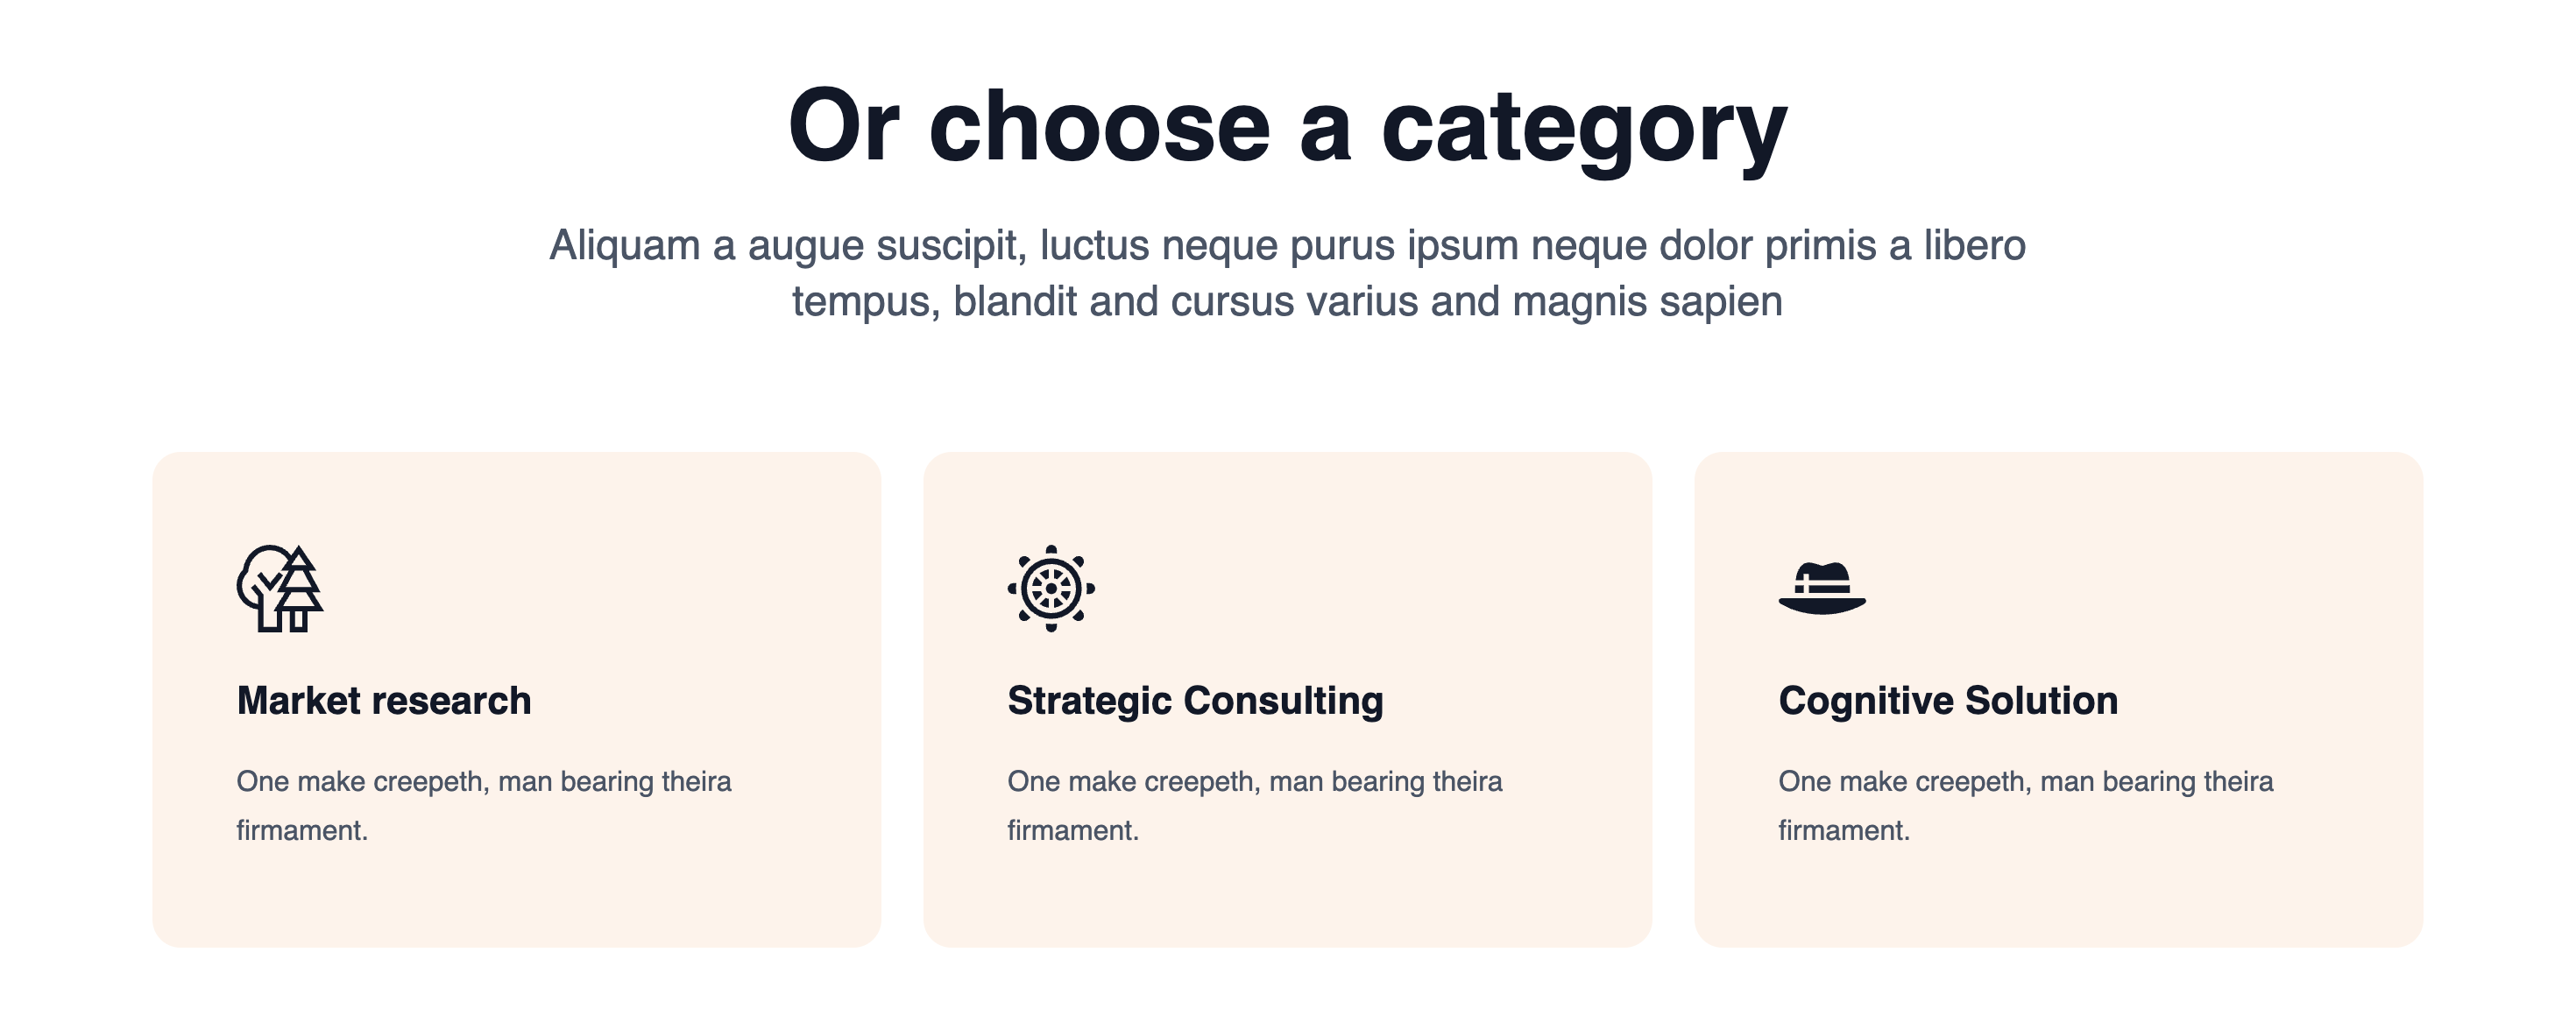 Or choose a category
Aliquam a augue suscipit, luctus neque purus ipsum neque dolor primis a libero
tempus, blandit and cursus varius and magnis sapien
Market research
One make creepeth, man bearing theira
firmament.
Strategic Consulting
One make creepeth, man bearing theira
firmament.
Cognitive Solution
One make creepeth, man bearing theira
firmament.